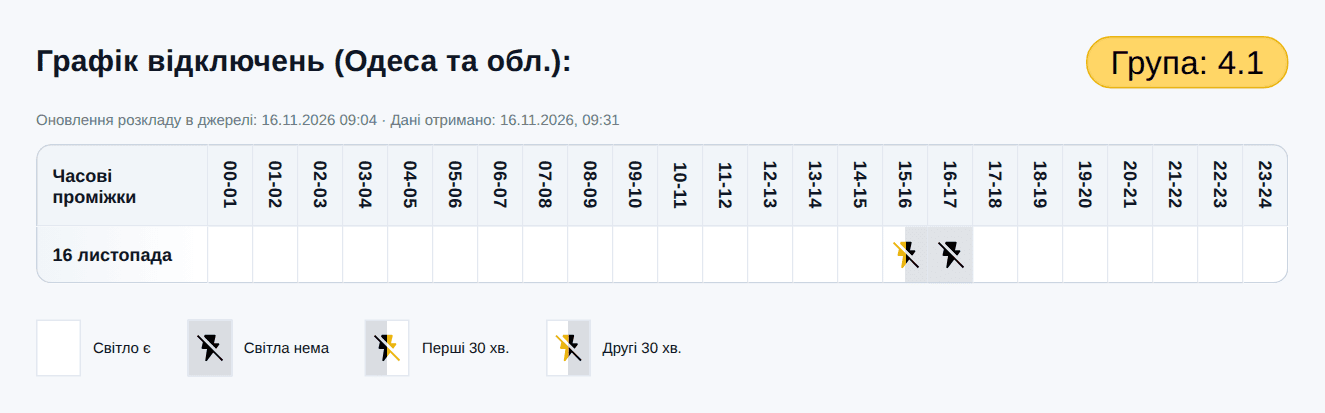 Графік відключень (Одеса та обл.):
Група: 4.1
Оновлення розкладу в джерелі: 16.11.2026 09:04 · Дані отримано: 16.11.2026, 09:31
Часові
проміжки
00-01
01-02
02-03
03-04
04-05
05-06
06-07
07-08
08-09
09-10
10-11
11-12
12-13
13-14
14-15
15-16
16-17
17-18
18-19
19-20
20-21
21-22
22-23
23-24
16 листопада
Світло є
Світла нема
Перші 30 хв.
Другі 30 хв.